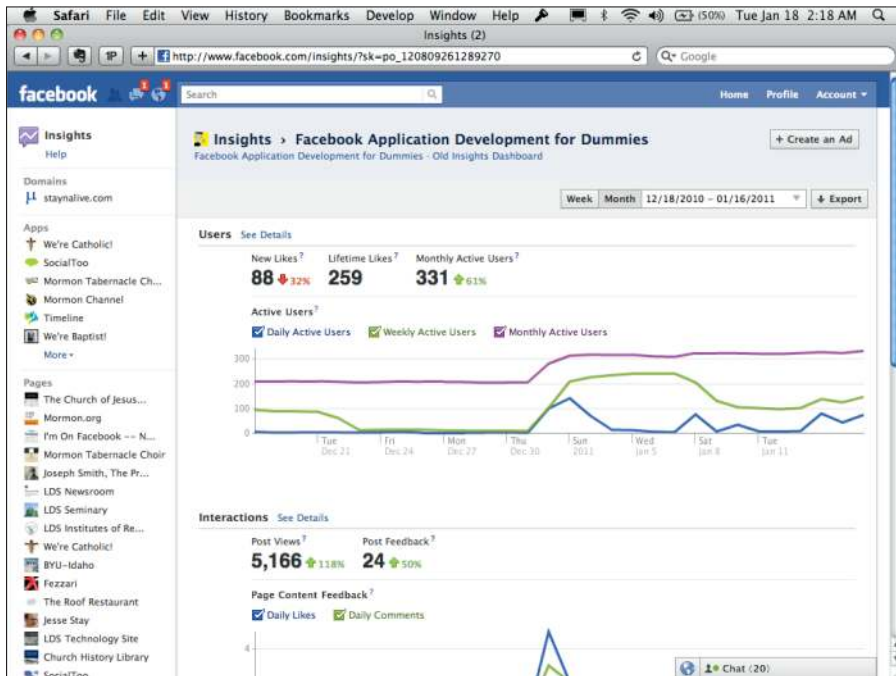 Safari File Edit View History Bookmarks Develop Window Help (50%) Tue Jan 18 2:18 AM
Insights (2)
1P + http://www.facebook.com/insights/?sk=po_120809261289270 Google
facebook 1 1 Search Home Profile Account
Insights
Help
Domains
staynalive.com
Apps
We're Catholic!
SocialToo
Mormon Tabernacle Ch...
Mormon Channel
Timeline
We're Baptist!
More
Pages
The Church of Jesus...
Mormon.org
I'm On Facebook -- N...
Mormon Tabernacle Choir
Joseph Smith, The Pr...
LDS Newsroom
LDS Seminary
LDS Institutes of Re...
We're Catholic!
BYU-Idaho
Fezzari
The Roof Restaurant
Jesse Stay
LDS Technology Site
Church History Library
SocialToo
Insights › Facebook Application Development for Dummies
+ Create an Ad
Facebook Application Development for Dummies · Old Insights Dashboard
Week Month 12/18/2010 - 01/16/2011 Export
Users See Details
New Likes? Lifetime Likes? Monthly Active Users?
88 32% 259 331 61%
Active Users?
Daily Active Users Weekly Active Users Monthly Active Users
300
200
100
0
Tue Fri Mon Thu Sun Wed Sat Tue
Dec 21 Dec 24 Dec 27 Dec 30 2011 Jan 5 Jan 8 Jan 11
Interactions See Details
Post Views? Post Feedback?
5,166 118% 24 50%
Page Content Feedback?
Daily Likes Daily Comments
4
Chat (20)